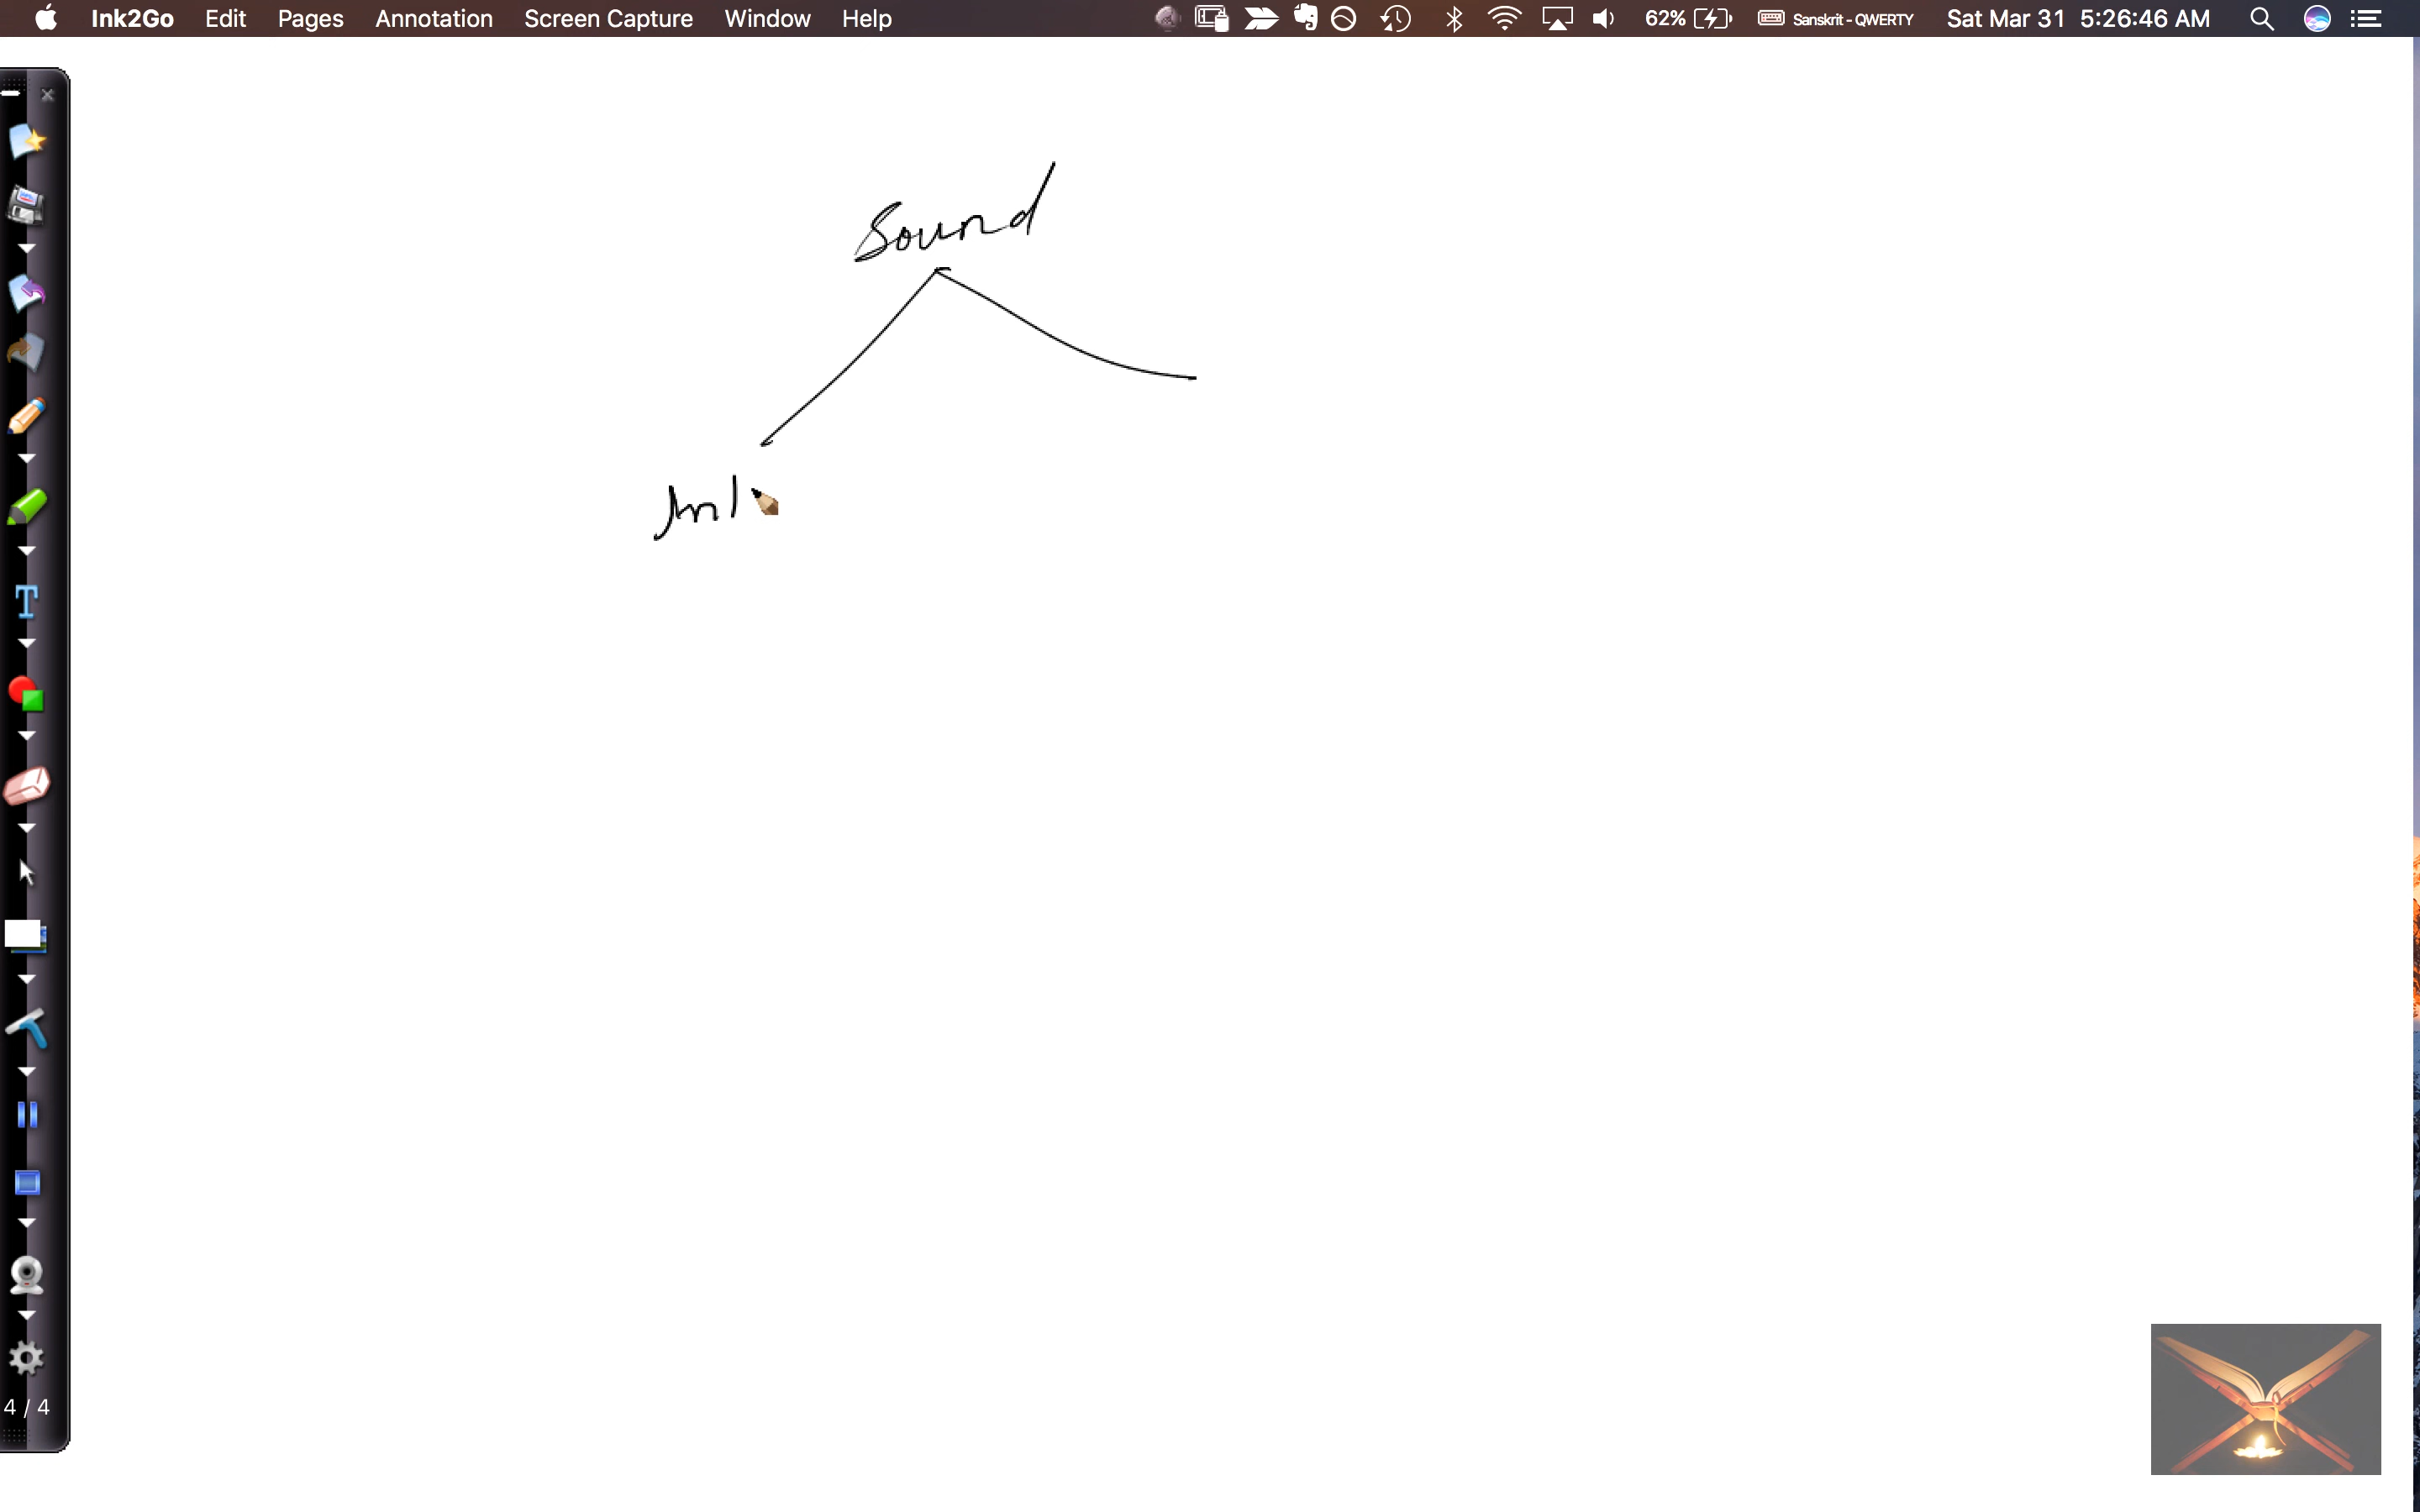 Ink2Go Edit Pages Annotation Screen Capture Window Help 62% Sanskrit - QWERTY Sat Mar 31 5:26:46 AM
Sound
4 / 4